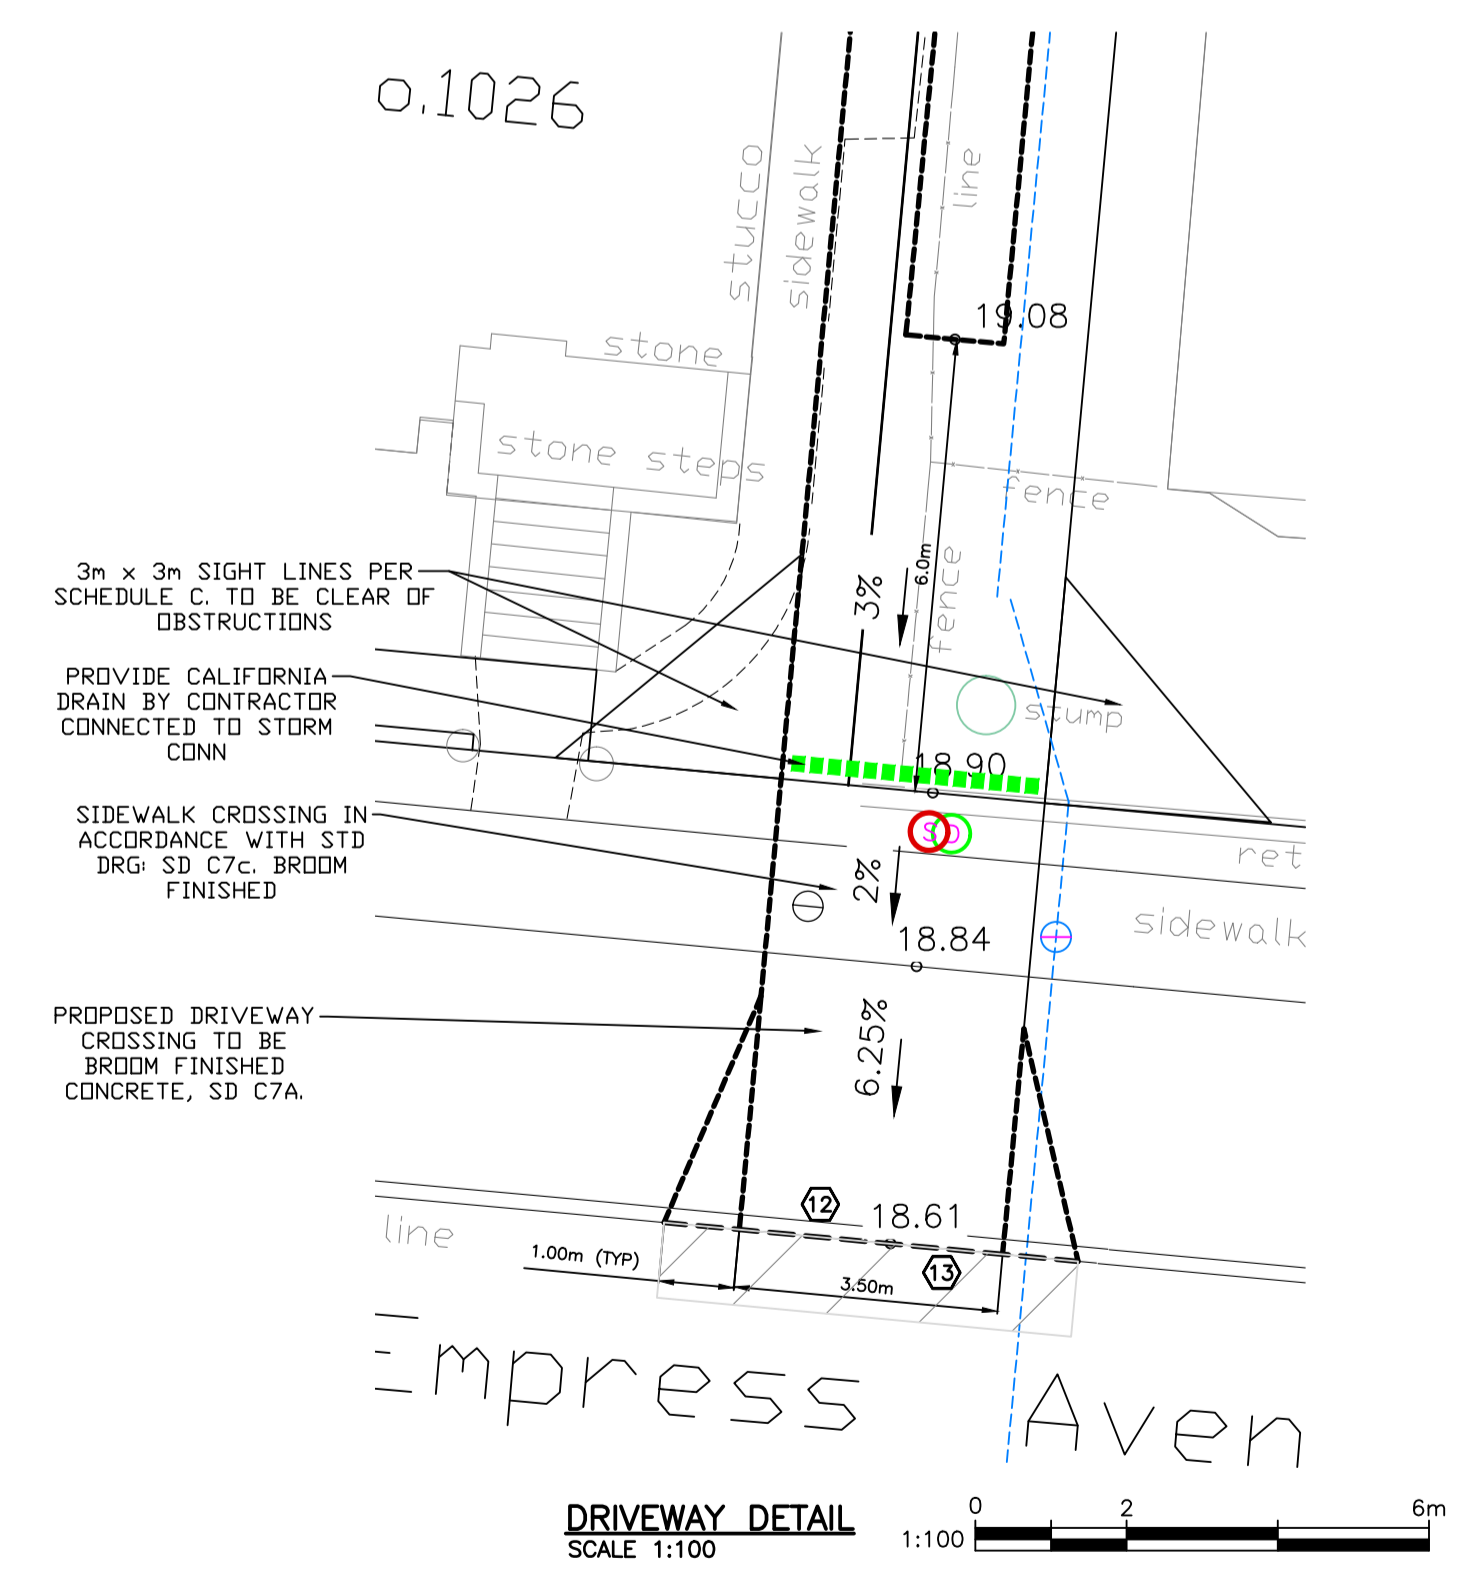 o.1026
stucco
sidewalk
line
19.08
stone
stone steps
fence
3m x 3m SIGHT LINES PER
SCHEDULE C. TO BE CLEAR OF
OBSTRUCTIONS
3%
6.0m
fence
PROVIDE CALIFORNIA
DRAIN BY CONTRACTOR
CONNECTED TO STORM
CONN
stump
18.90
SIDEWALK CROSSING IN
ACCORDANCE WITH STD
DRG: SD C7c. BROOM
FINISHED
S D
ret
2%
18.84
sidewalk
PROPOSED DRIVEWAY
CROSSING TO BE
BROOM FINISHED
CONCRETE, SD C7A.
6.25%
12
18.61
line
1.00m (TYP)
13
3.50m
Empress Aven
DRIVEWAY DETAIL
SCALE 1:100
0 2 6m
1:100